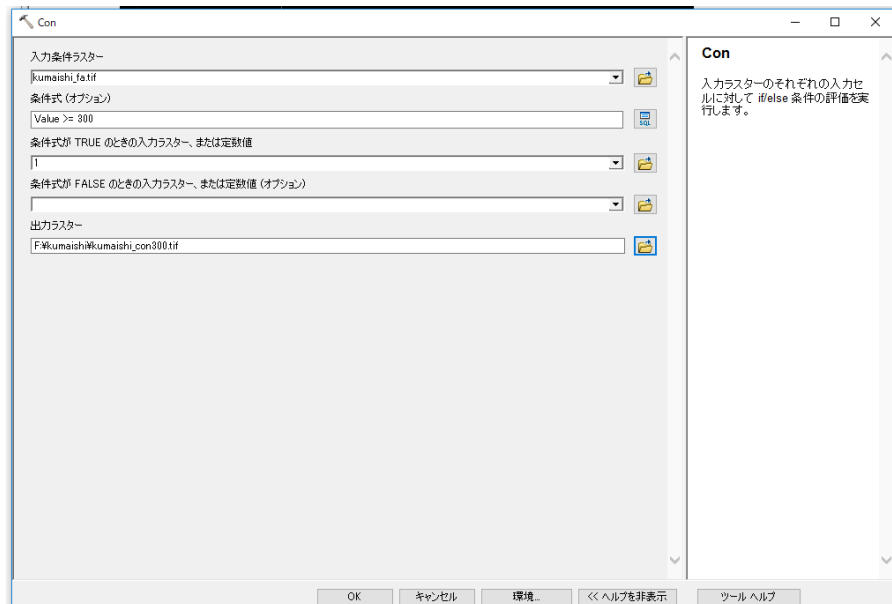 Con
入力条件ラスター
kumaishi_fa.tif
条件式 (オプション)
Value >= 300
SQL
条件式が TRUE のときの入力ラスター、または定数値
1
条件式が FALSE のときの入力ラスター、または定数値 (オプション)
出力ラスター
F:¥kumaishi¥kumaishi_con300.tif
Con
入力ラスターのそれぞれの入力セ
ルに対して if/else 条件の評価を実
行します。
OK
キャンセル
環境...
<< ヘルプを非表示
ツール ヘルプ